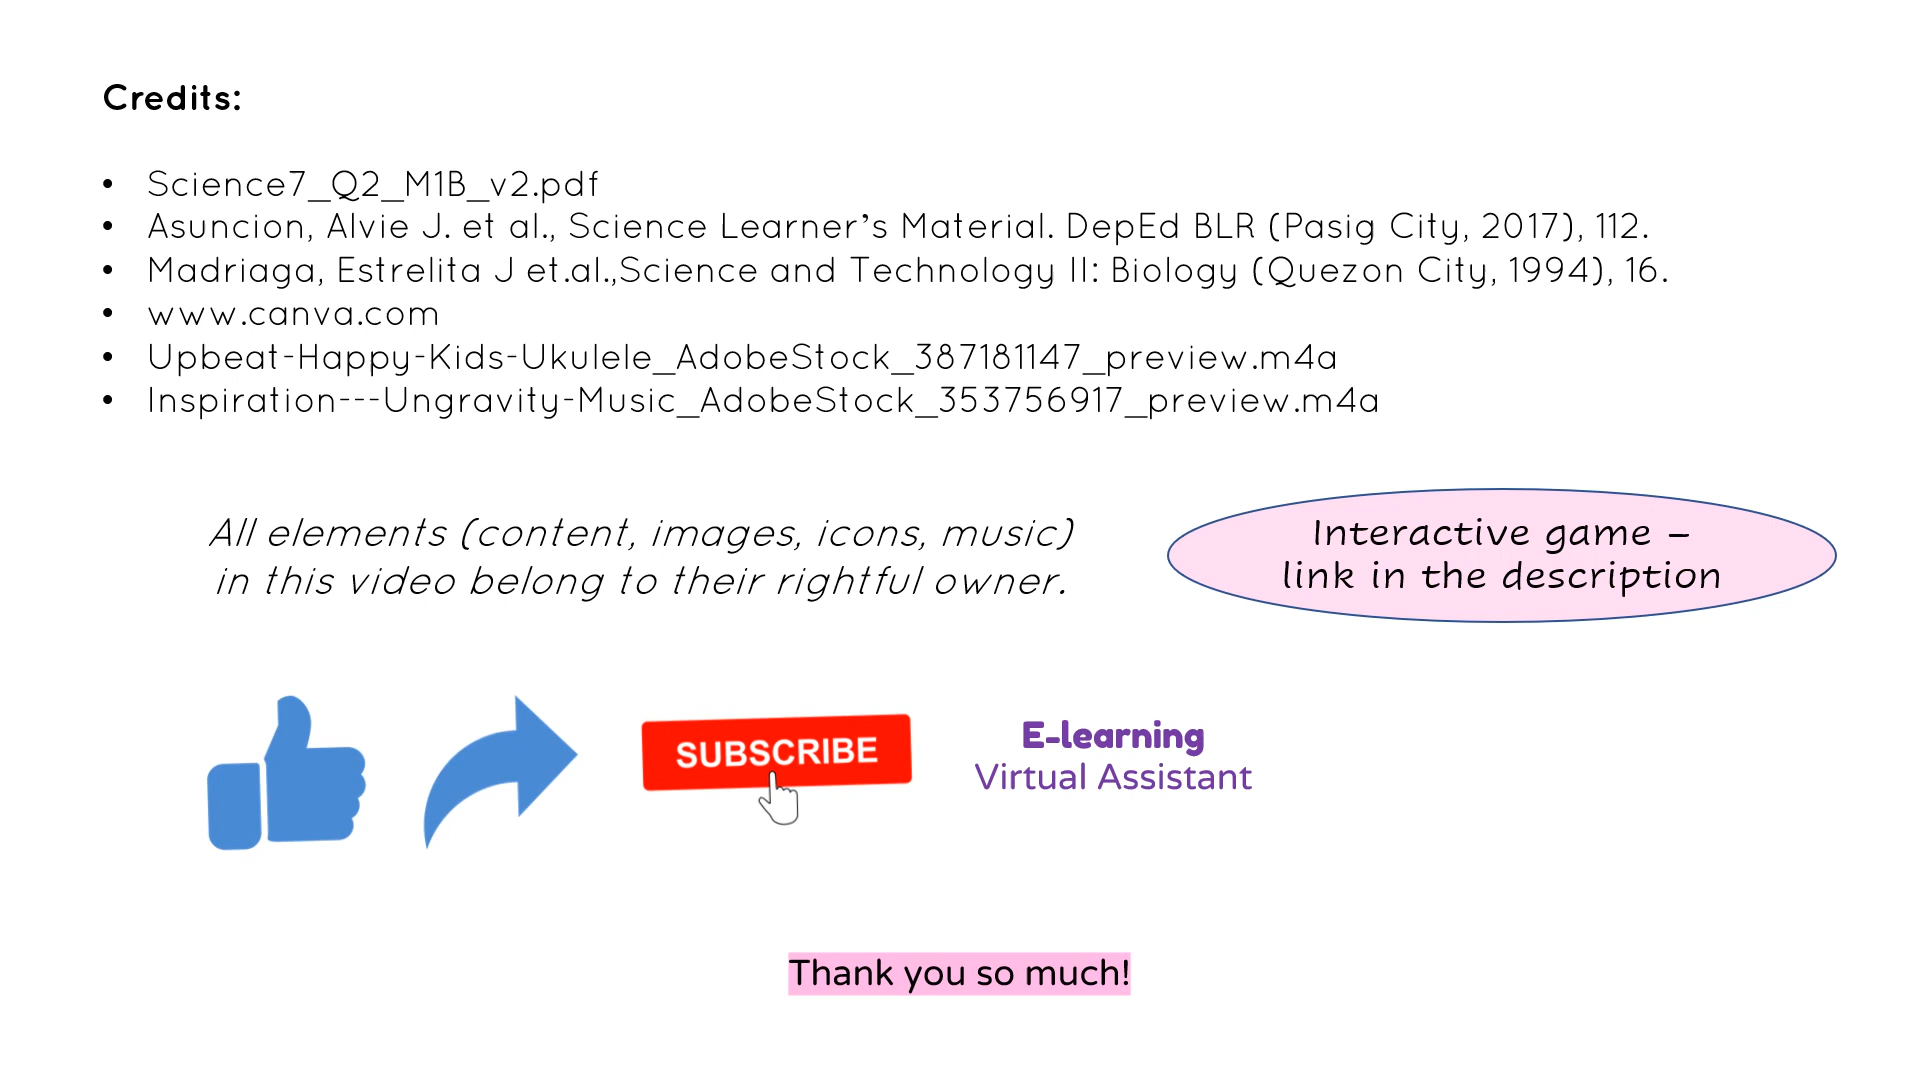 Credits:
• Science7_Q2_M1B_v2.pdf
• Asuncion, Alvie J. et al., Science Learner’s Material. DepEd BLR (Pasig City, 2017), 112.
• Madriaga, Estrelita J et.al.,Science and Technology II: Biology (Quezon City, 1994), 16.
• www.canva.com
• Upbeat-Happy-Kids-Ukulele_AdobeStock_387181147_preview.m4a
• Inspiration---Ungravity-Music_AdobeStock_353756917_preview.m4a
All elements (content, images, icons, music)
in this video belong to their rightful owner.
Interactive game –
link in the description
SUBSCRIBE
E-learning
Virtual Assistant
Thank you so much!